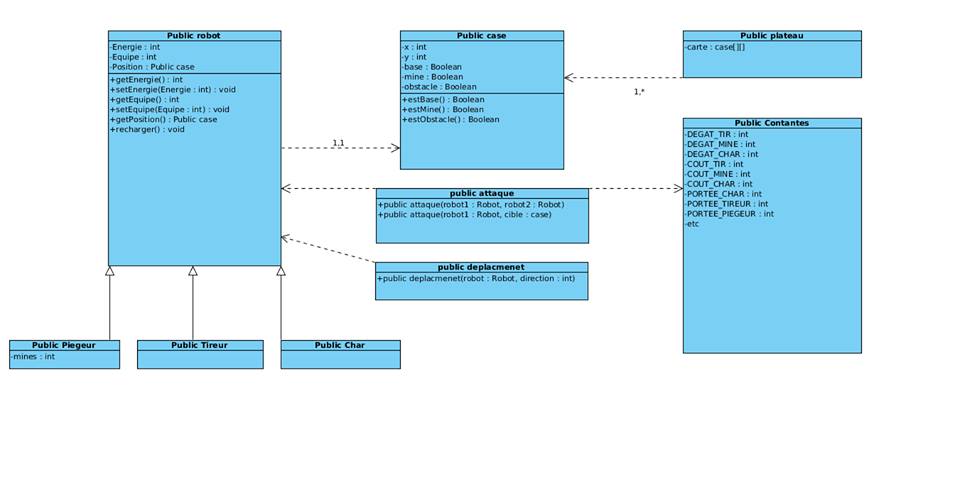 Public robot
-Energie : int
-Equipe : int
-Position : Public case
+getEnergie() : int
+setEnergie(Energie : int) : void
+getEquipe() : int
+setEquipe(Equipe : int) : void
+getPosition() : Public case
+recharger() : void
Public case
-x : int
-y : int
-base : Boolean
-mine : Boolean
-obstacle : Boolean
+estBase() : Boolean
+estMine() : Boolean
+estObstacle() : Boolean
Public plateau
-carte : case[][]
1,*
1,1
Public Contantes
-DEGAT_TIR : int
-DEGAT_MINE : int
-DEGAT_CHAR : int
-COUT_TIR : int
-COUT_MINE : int
-COUT_CHAR : int
-PORTEE_CHAR : int
-PORTEE_TIREUR : int
-PORTEE_PIEGEUR : int
-etc
public attaque
+public attaque(robot1 : Robot, robot2 : Robot)
+public attaque(robot1 : Robot, cible : case)
public deplacmenet
+public deplacmenet(robot : Robot, direction : int)
Public Piegeur
-mines : int
Public Tireur
Public Char